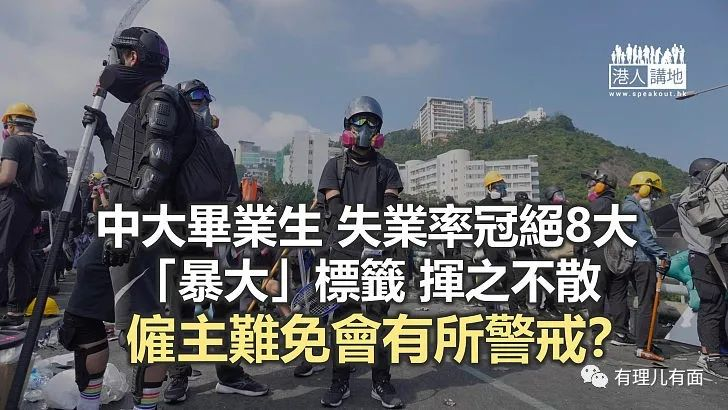 港人講地
www.speakout.hk
中大畢業生 失業率冠絕8大
「暴大」標籤 揮之不散
僱主難免會有所警戒?
有理儿有面